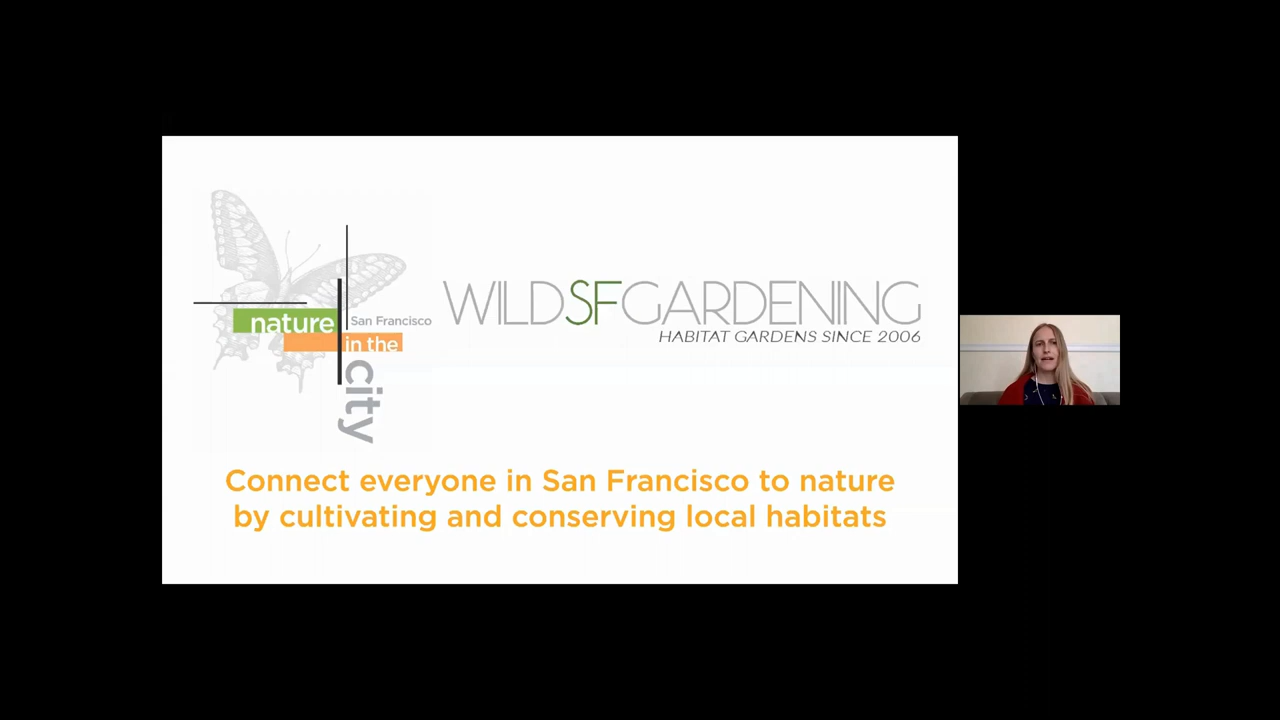 nature
San Francisco
in the
city
WILDSFGARDENING
HABITAT GARDENS SINCE 2006
Connect everyone in San Francisco to nature
by cultivating and conserving local habitats